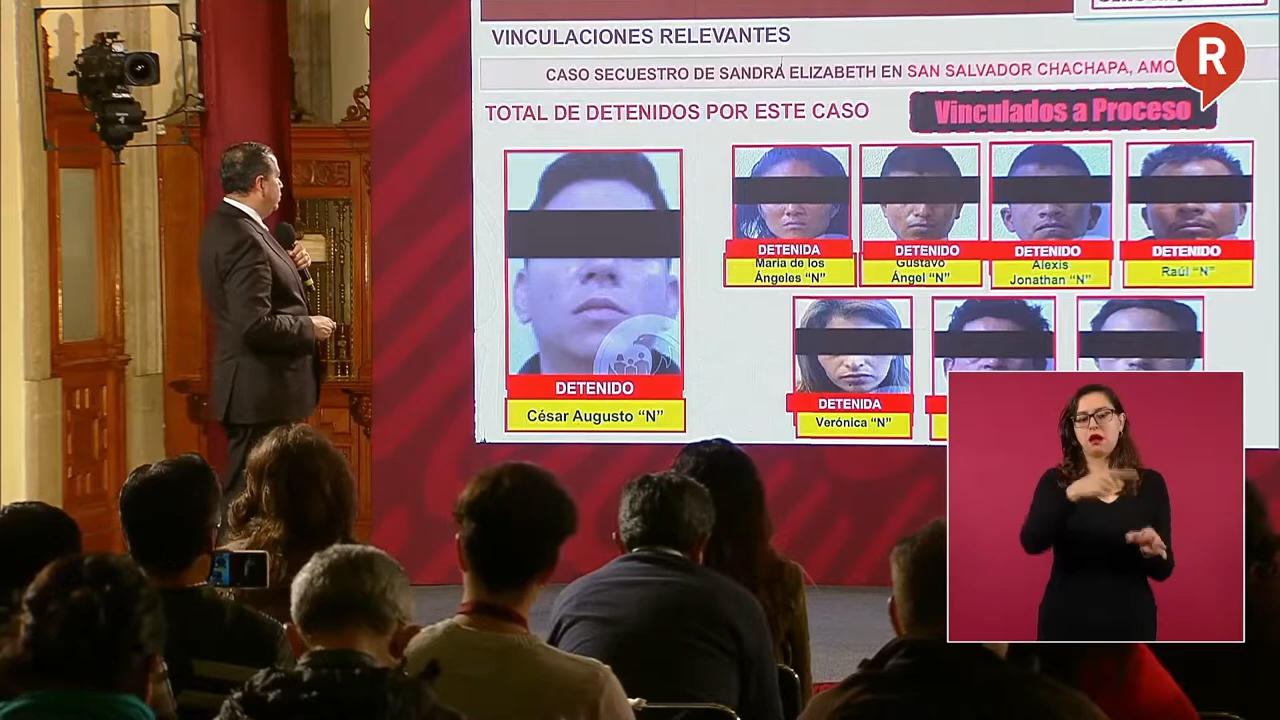 VINCULACIONES RELEVANTES
CASO SECUESTRO DE SANDRA ELIZABETH EN SAN SALVADOR CHACHAPA, AMO
R
TOTAL DE DETENIDOS POR ESTE CASO
Vinculados a Proceso
DETENIDA
María de los
Ángeles “N”
DETENIDO
Gustavo
Ángel “N”
DETENIDO
Alexis
Jonathan “N”
DETENIDO
Raúl “N”
DETENIDO
César Augusto “N”
DETENIDA
Verónica “N”